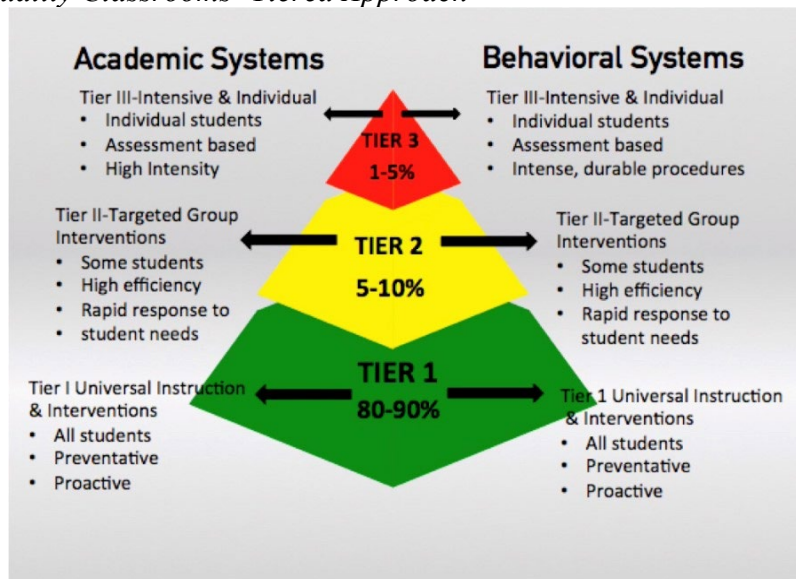 Quality Classrooms- Tiered Approach
Academic Systems
Tier III-Intensive & Individual
• Individual students
• Assessment based
• High Intensity
Tier II-Targeted Group
Interventions
• Some students
• High efficiency
• Rapid response to
• student needs
Tier I Universal Instruction
& Interventions
• All students
• Preventative
• Proactive
TIER 3
1-5%
TIER 2
5-10%
TIER 1
80-90%
Behavioral Systems
Tier III-Intensive & Individual
• Individual students
• Assessment based
• Intense, durable procedures
Tier II-Targeted Group
Interventions
• Some students
• High efficiency
• Rapid response to
student needs
Tier 1 Universal Instruction
& Interventions
• All students
• Preventative
• Proactive